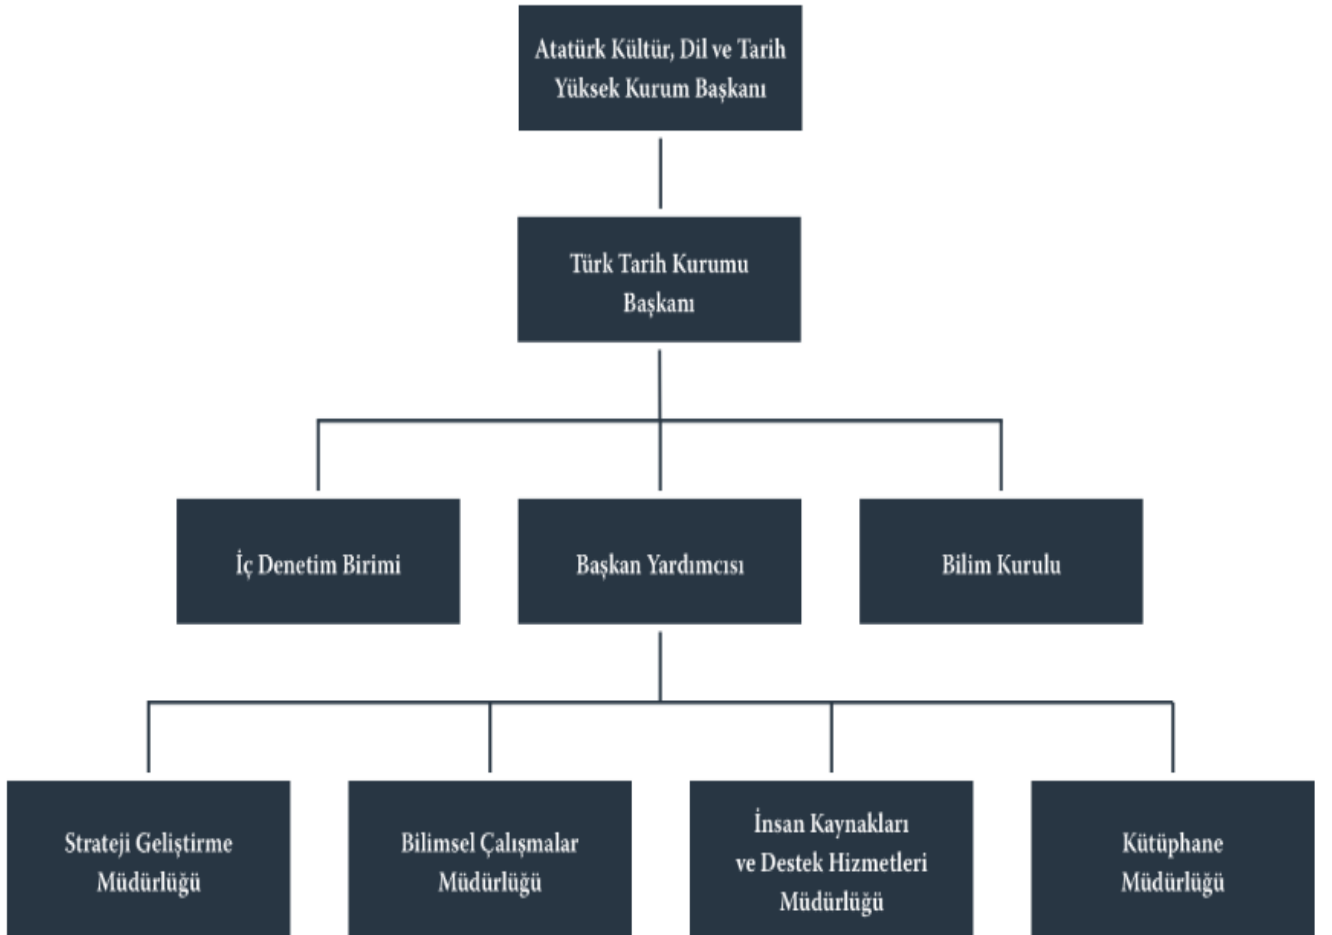 Atatürk Kültür, Dil ve Tarih
Yüksek Kurum Başkanı
Türk Tarih Kurumu
Başkanı
İç Denetim Birimi
Başkan Yardımcısı
Bilim Kurulu
Strateji Geliştirme
Müdürlüğü
Bilimsel Çalışmalar
Müdürlüğü
İnsan Kaynakları
ve Destek Hizmetleri
Müdürlüğü
Kütüphane
Müdürlüğü